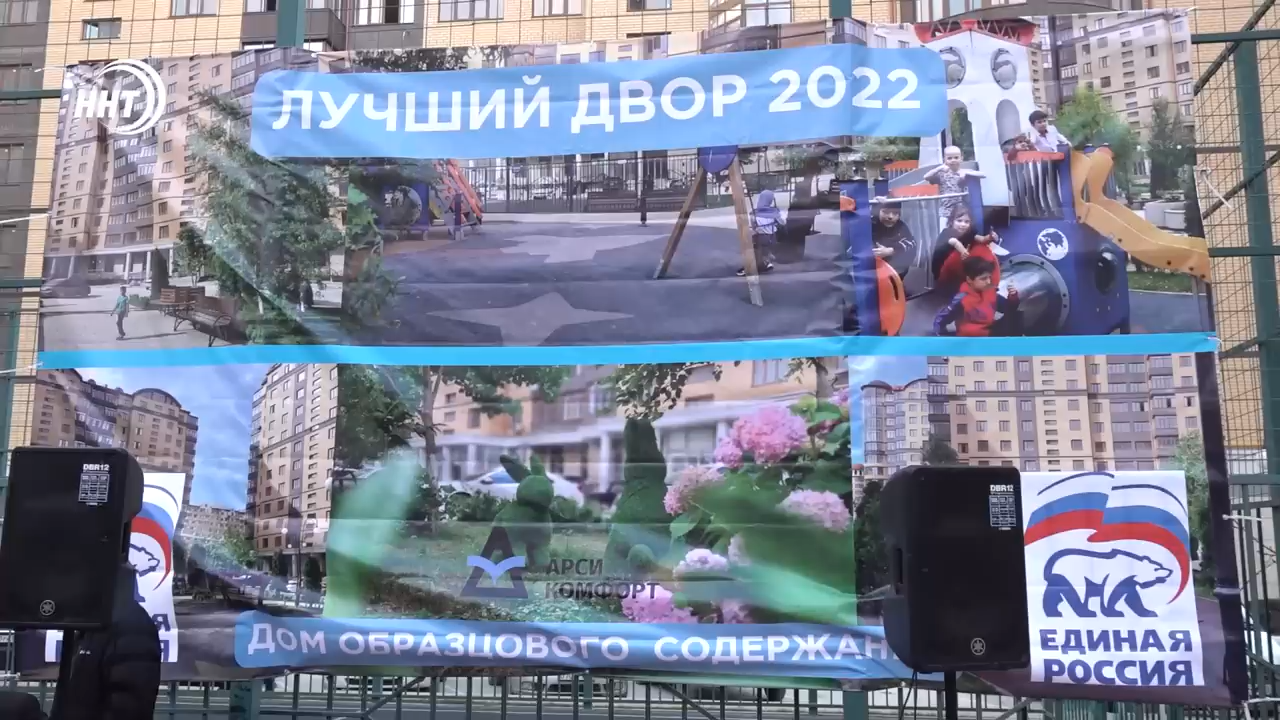 ННТ
ЛУЧШИЙ ДВОР 2022
DBR12
DBR12
АРСИ
КОМФОРТ
ДОМ ОБРАЗЦОВОГО СОДЕРЖАН
ЕДИНАЯ
РОССИЯ